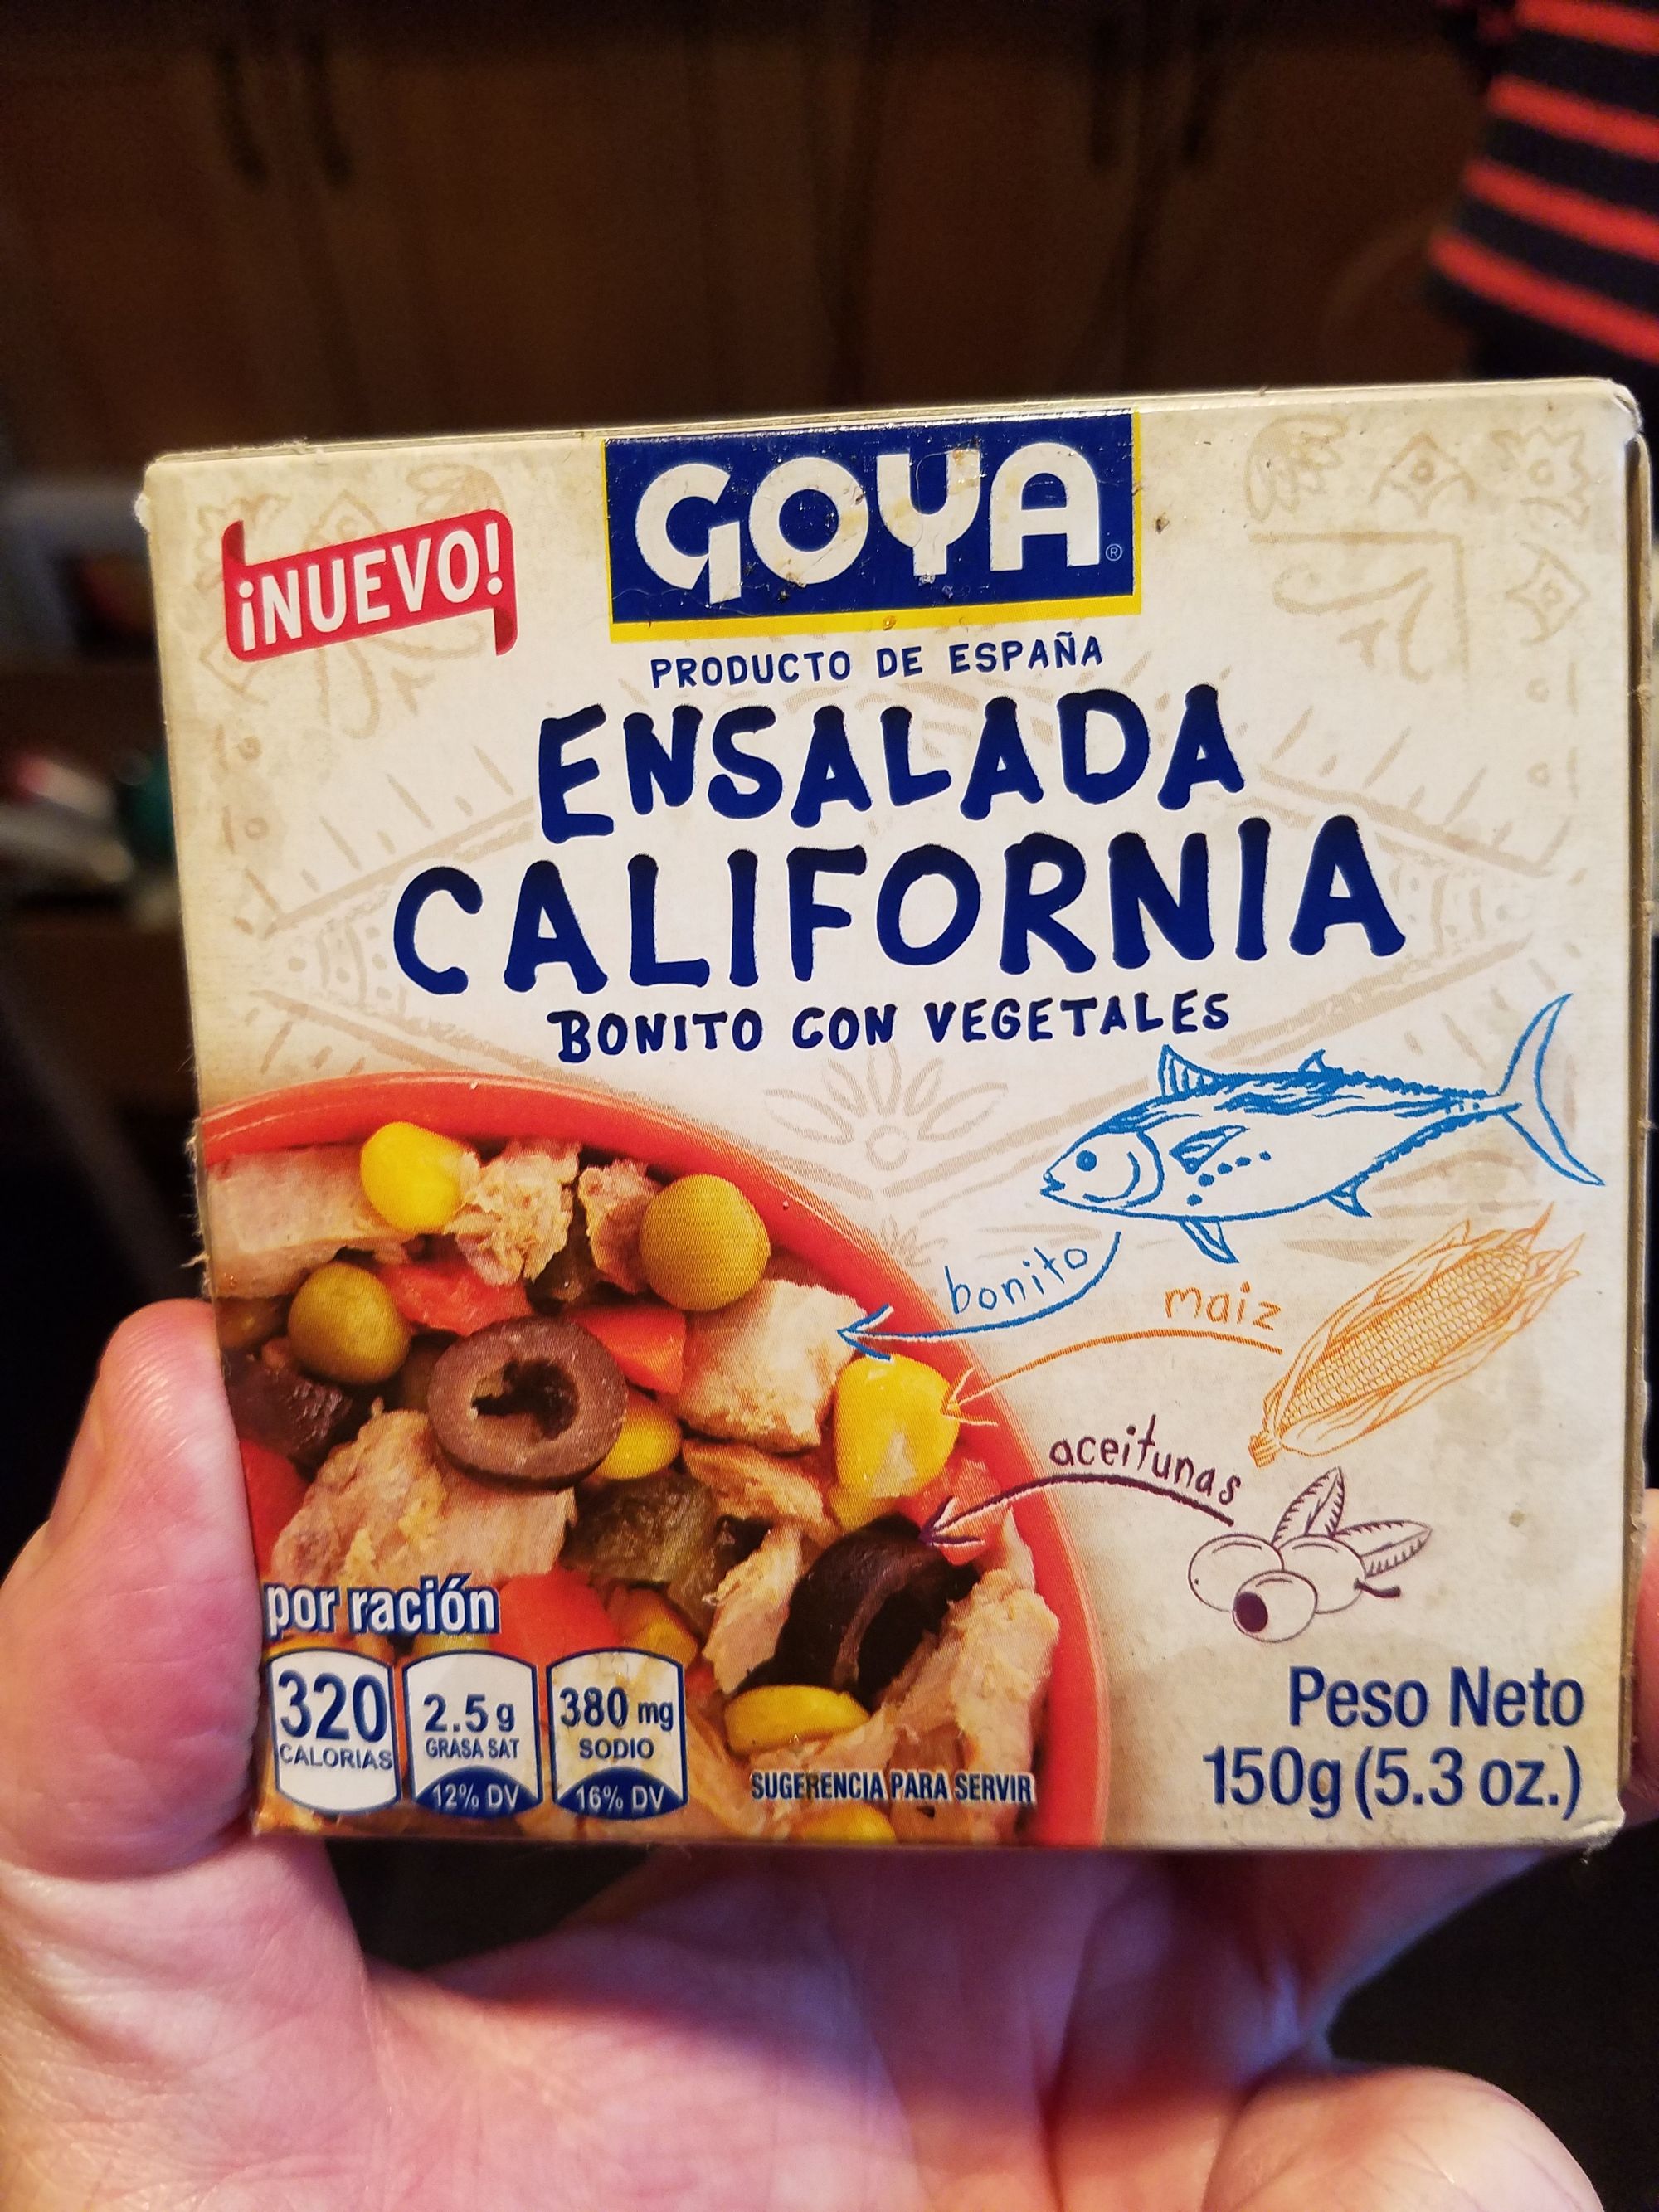 ¡NUEVO!
GOYA®
PRODUCTO DE ESPAÑA
ENSALADA
CALIFORNIA
BONITO CON VEGETALES
bonito
maiz
aceitunas
por ración
320
CALORIAS
2.5 g
GRASA SAT
12% DV
380 mg
SODIO
16% DV
SUGERENCIA PARA SERVIR
Peso Neto
150g (5.3 oz.)